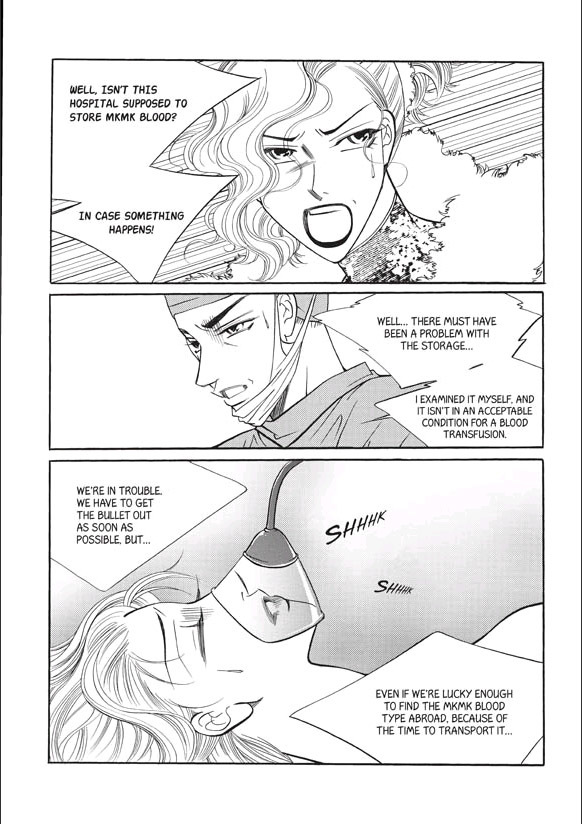 WELL, ISN'T THIS
HOSPITAL SUPPOSED TO
STORE MKMK BLOOD?
IN CASE SOMETHING
HAPPENS!
WELL... THERE MUST HAVE
BEEN A PROBLEM WITH
THE STORAGE...
I EXAMINED IT MYSELF, AND
IT ISN'T IN AN ACCEPTABLE
CONDITION FOR A BLOOD
TRANSFUSION.
WE'RE IN TROUBLE.
WE HAVE TO GET
THE BULLET OUT
AS SOON AS
POSSIBLE, BUT...
SHHHK
SHHHK
EVEN IF WE'RE LUCKY ENOUGH
TO FIND THE MKMK BLOOD
TYPE ABROAD, BECAUSE OF
THE TIME TO TRANSPORT IT...